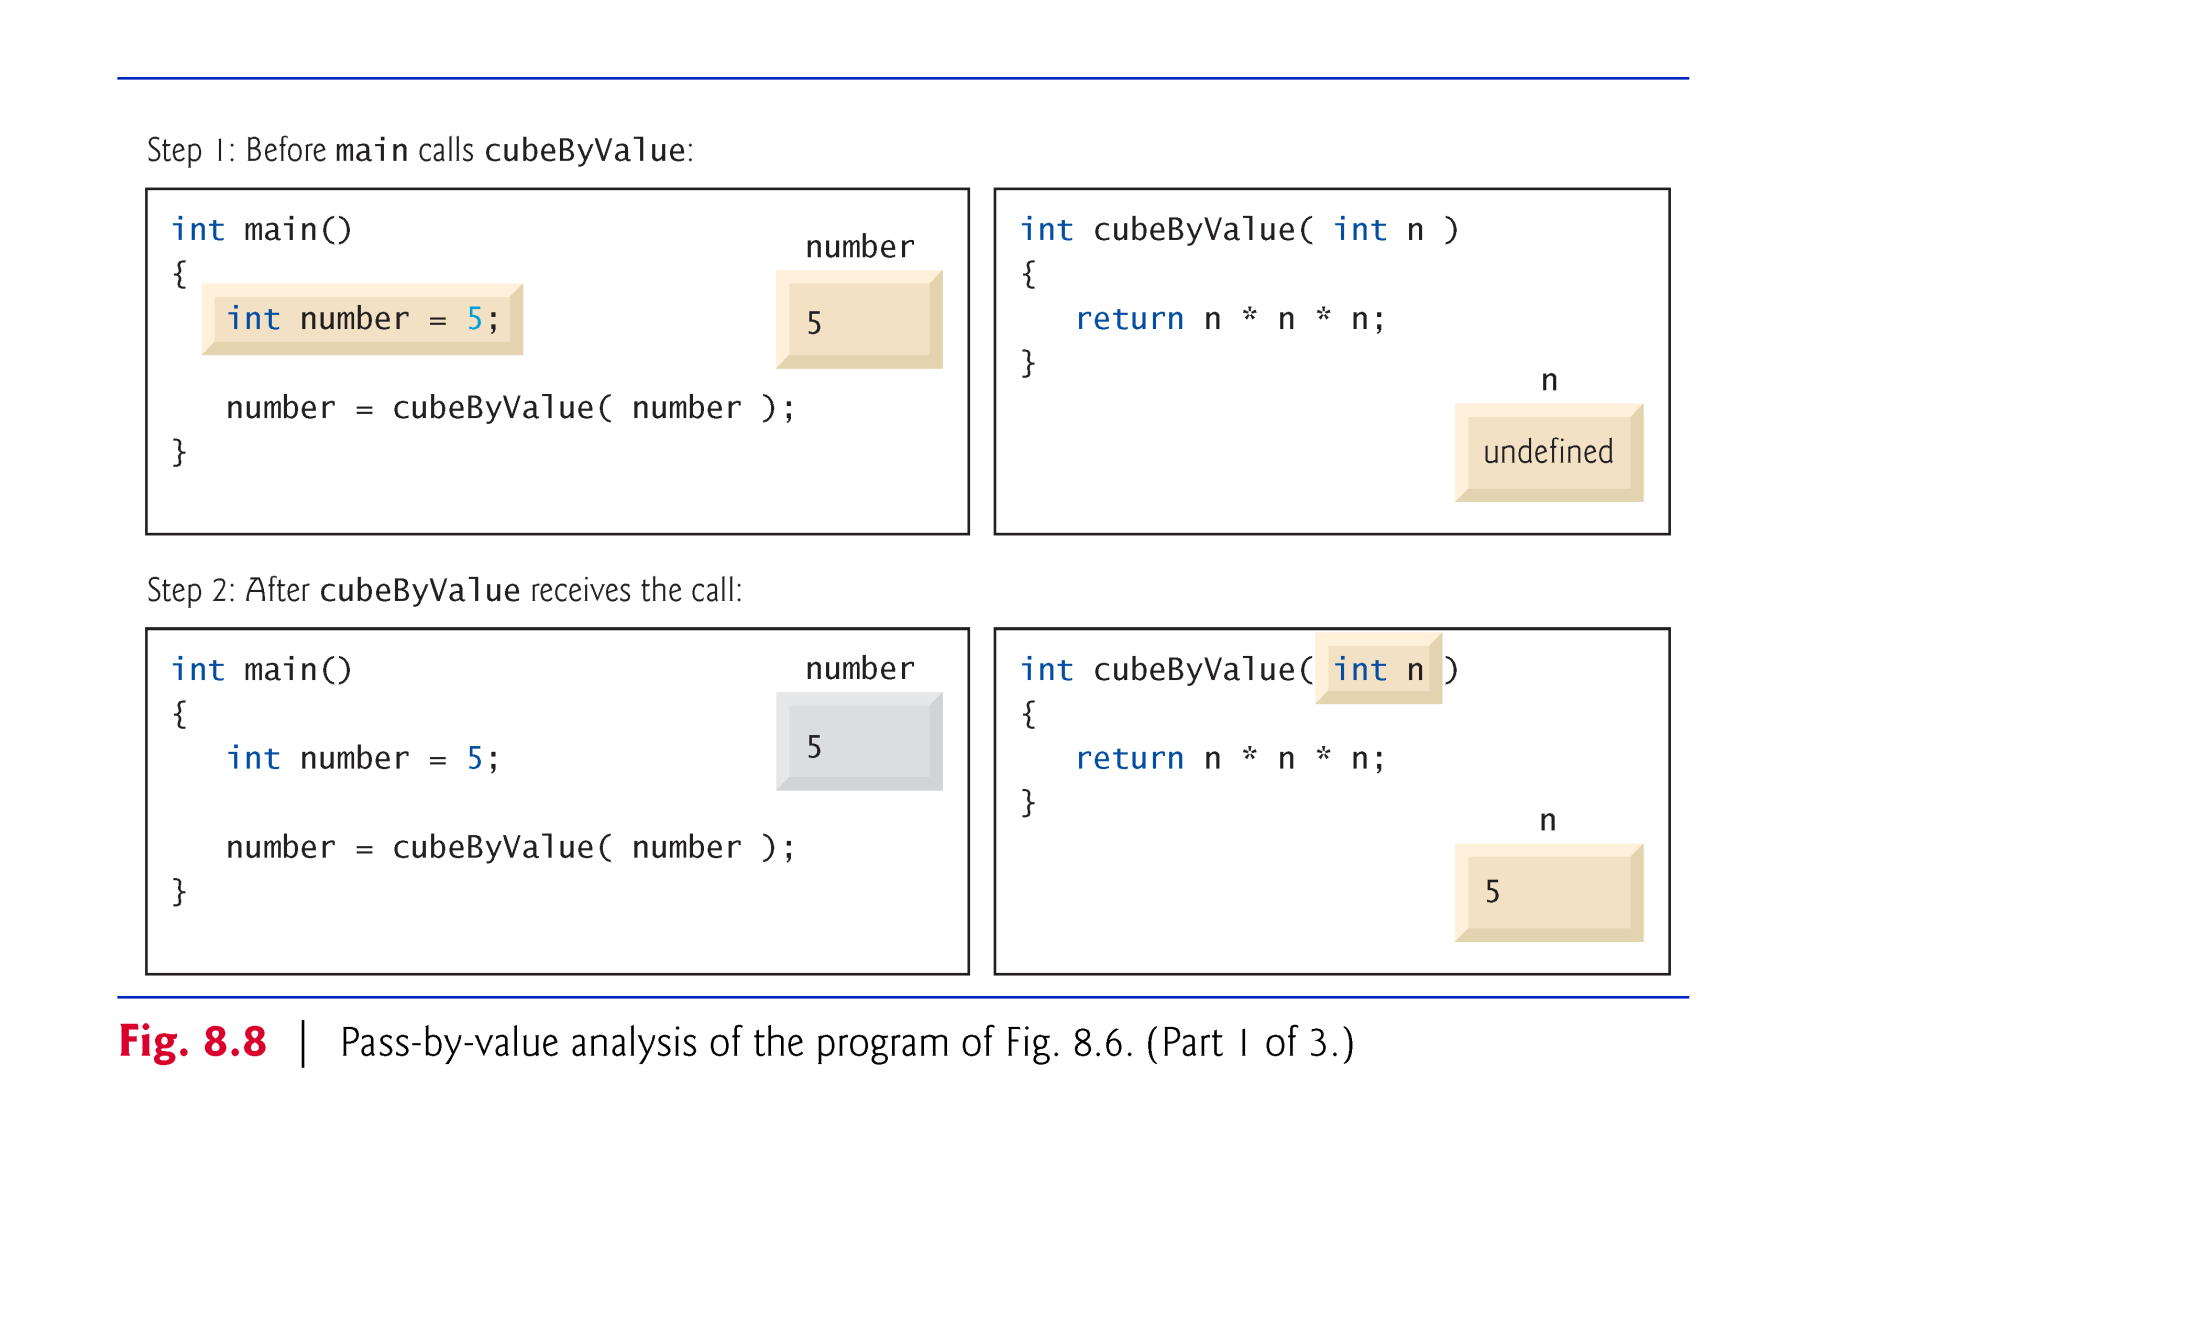 Step 1: Before main calls cubeByValue:
int main()
{
int number = 5;
number = cubeByValue( number );
}
number
5
int cubeByValue( int n )
{
return n * n * n;
}
n
undefined
Step 2: After cubeByValue receives the call:
int main()
{
int number = 5;
number = cubeByValue( number );
}
number
5
int cubeByValue( int n )
{
return n * n * n;
}
n
5
Fig. 8.8 | Pass-by-value analysis of the program of Fig. 8.6. (Part 1 of 3.)